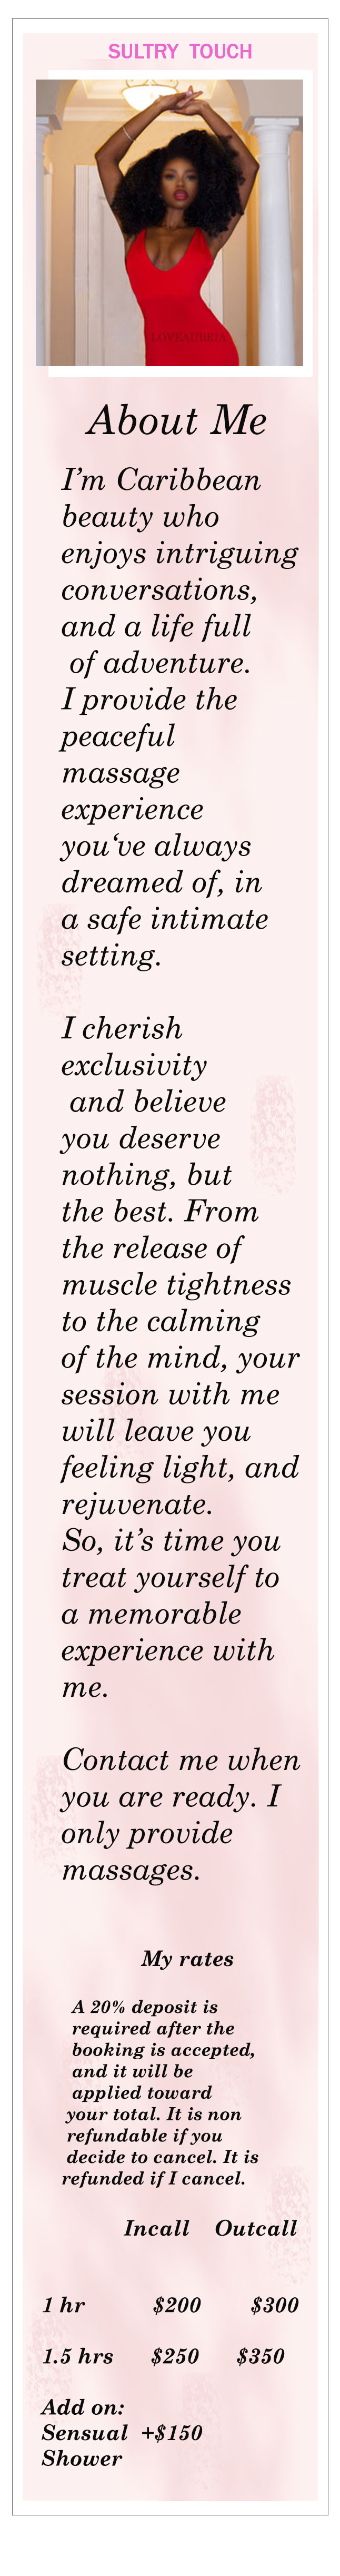 SULTRY TOUCH
LOVEAUBRIA
About Me
I'm Caribbean
beauty who
enjoys intriguing
conversations,
and a life full
of adventure.
I provide the
peaceful
massage
experience
you‘ve always
dreamed of, in
a safe intimate
setting.
I cherish
exclusivity
and believe
you deserve
nothing, but
the best. From
the release of
muscle tightness
to the calming
of the mind, your
session with me
will leave you
feeling light, and
rejuvenate.
So, it’s time you
treat yourself to
a memorable
experience with
me.
Contact me when
you are ready. I
only provide
massages.
My rates
A 20% deposit is
required after the
booking is accepted,
and it will be
applied toward
your total. It is non
refundable if you
decide to cancel. It is
refunded if I cancel.
Incall Outcall
1 hr $200 $300
1.5 hrs $250 $350
Add on:
Sensual +$150
Shower